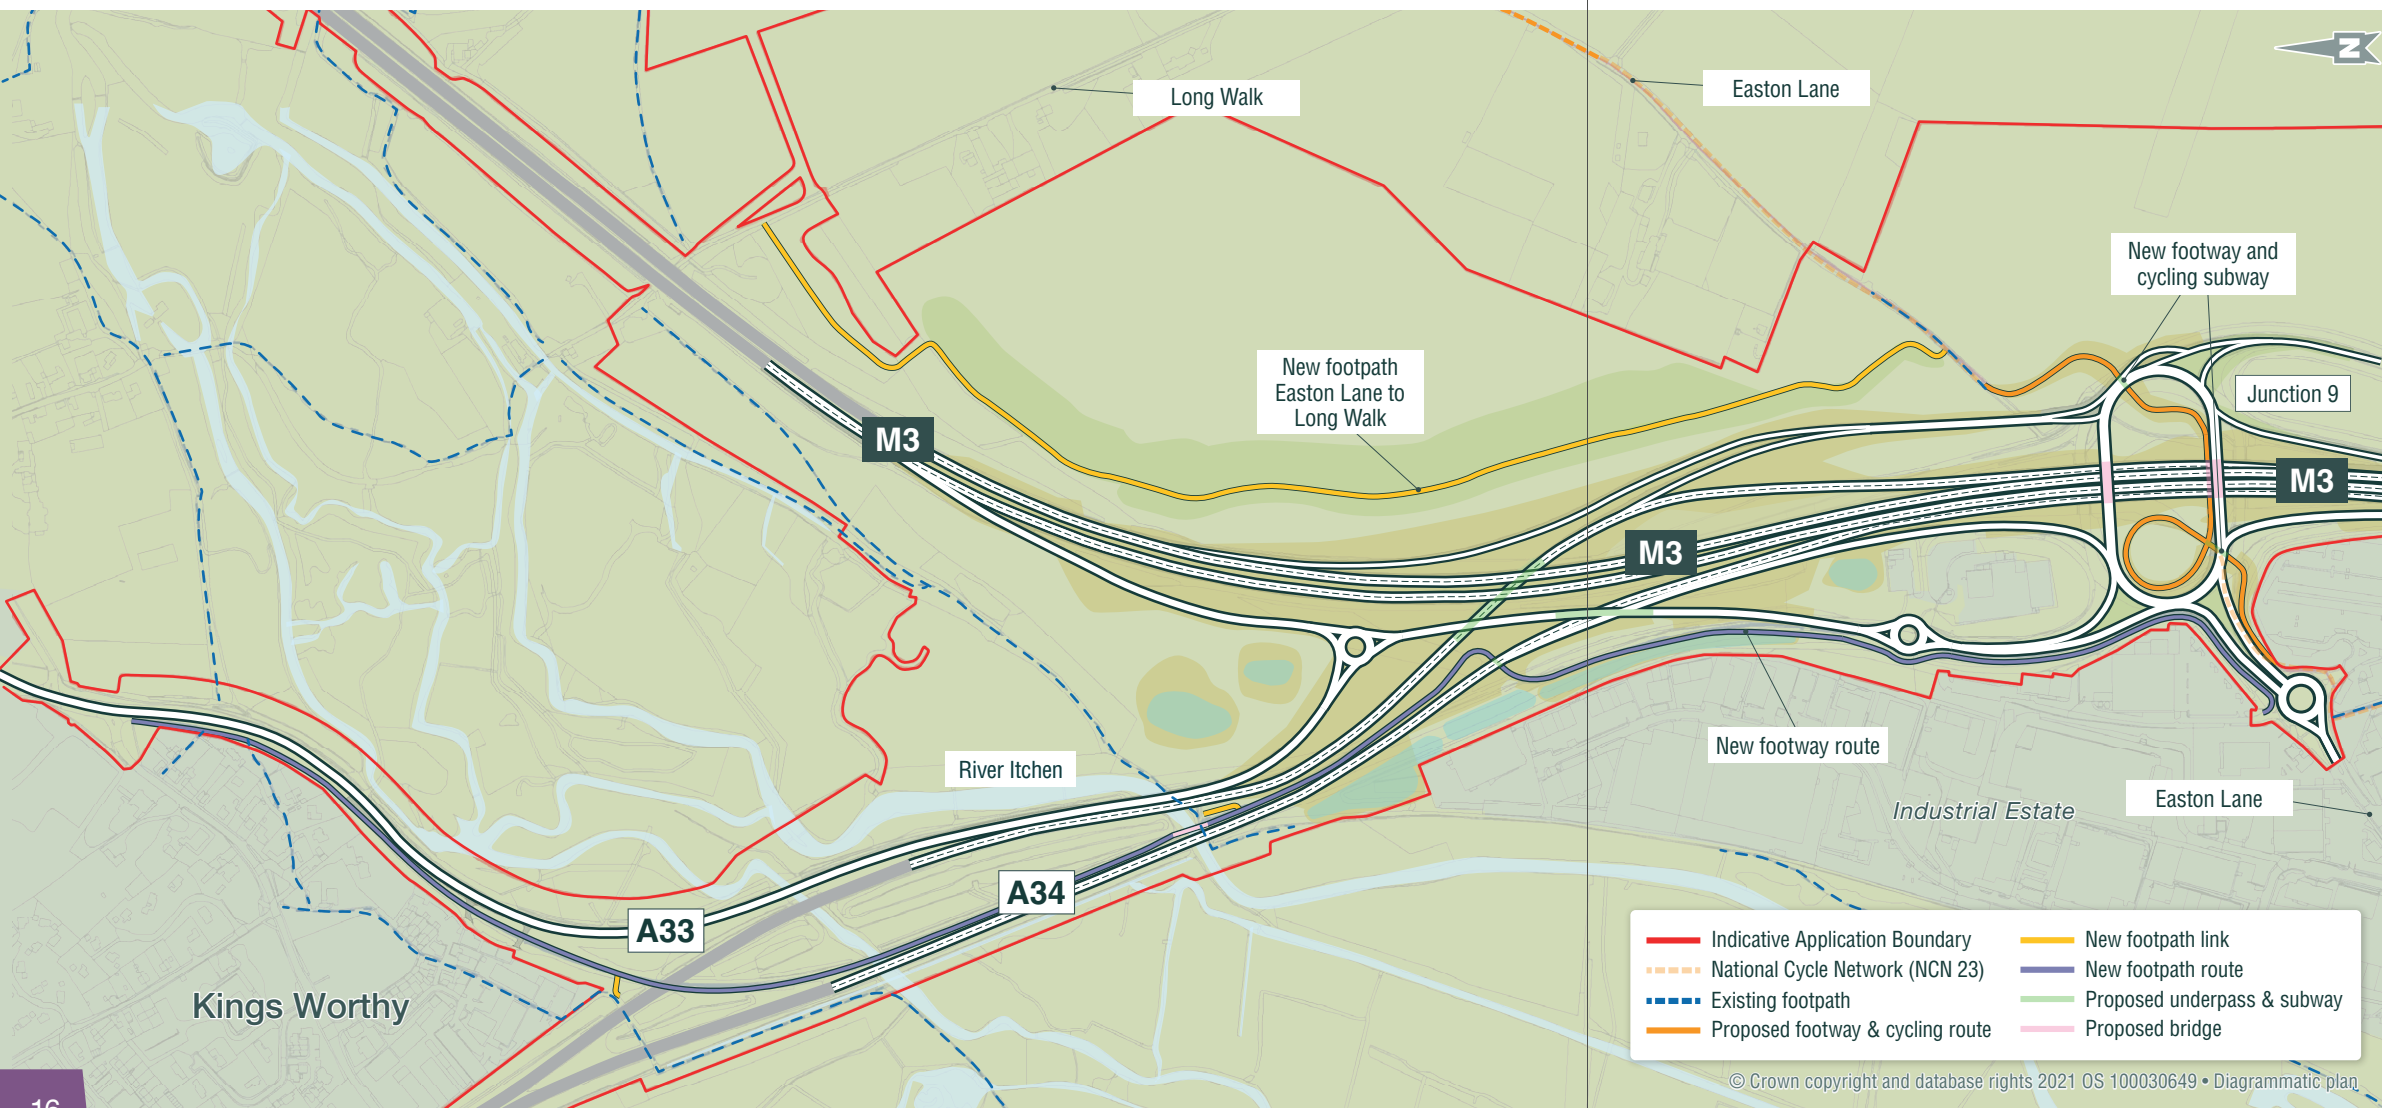 Long Walk
Easton Lane
N
New footway and
cycling subway
Junction 9
New footpath
Easton Lane to
Long Walk
M3
M3
M3
New footway route
River Itchen
Easton Lane
Industrial Estate
A34
A33
Kings Worthy
Indicative Application Boundary
National Cycle Network (NCN 23)
Existing footpath
Proposed footway & cycling route
New footpath link
New footpath route
Proposed underpass & subway
Proposed bridge
© Crown copyright and database rights 2021 OS 100030649 • Diagrammatic plan
16